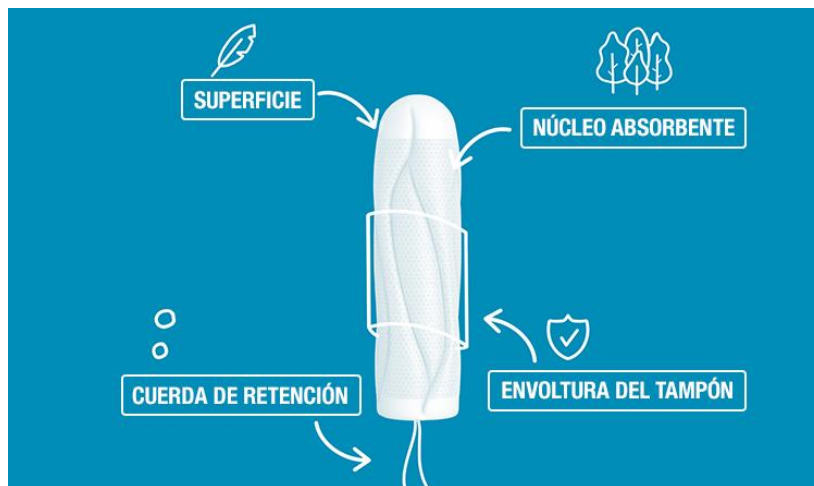 SUPERFICIE
NÚCLEO ABSORBENTE
CUERDA DE RETENCIÓN
ENVOLTURA DEL TAMPÓN